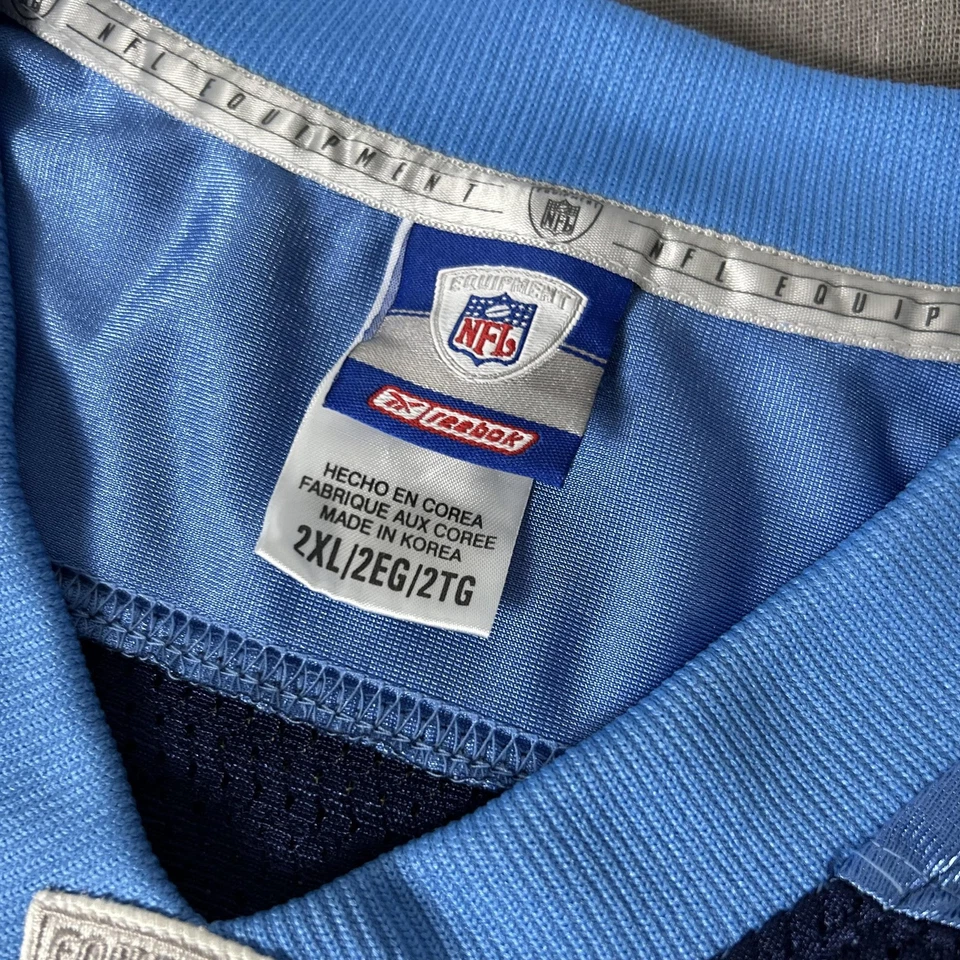 NFL EQUIPMENT
NFL
NFL EQUIP
EQUIPMENT
NFL
Reebok
HECHO EN COREA
FABRIQUE AUX COREE
MADE IN KOREA
2XL/2EG/2TG